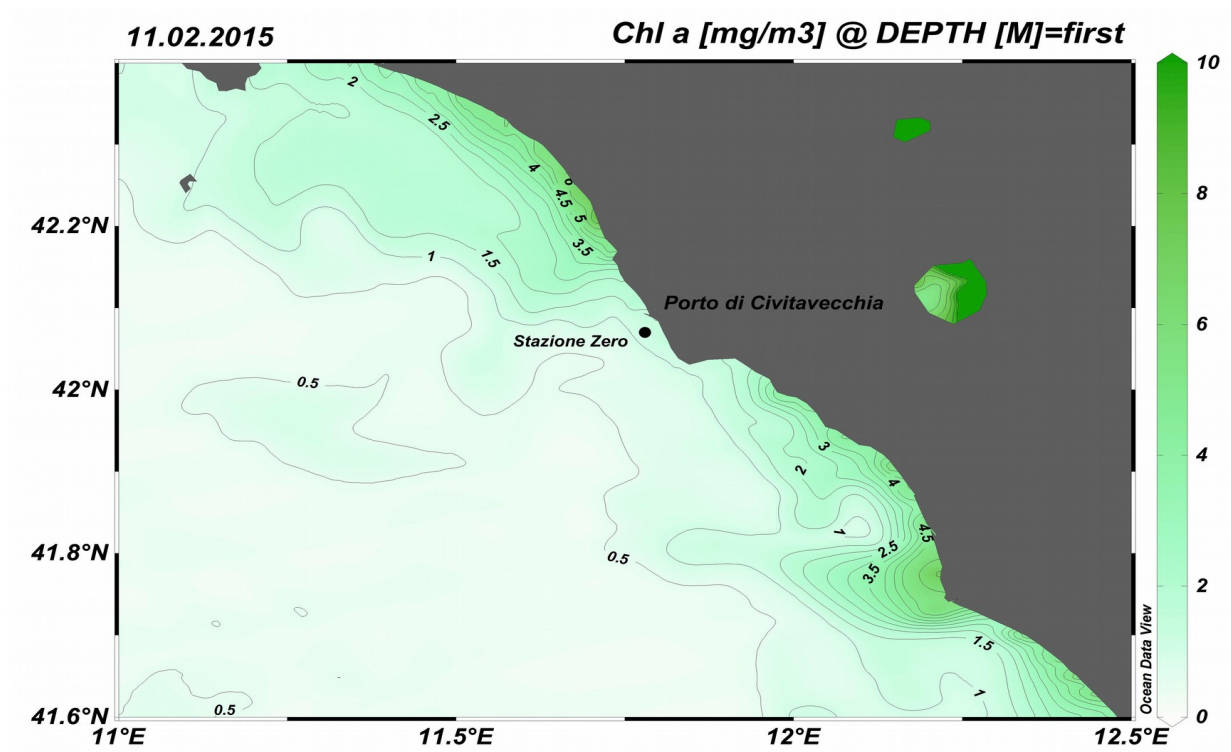 11.02.2015
Chl a [mg/m3] @ DEPTH [M]=first
10
2
2.5
4
6
4.5
5
3.5
8
42.2°N
1
1.5
Porto di Civitavecchia
Stazione Zero
6
42°N
0.5
3
2
4
4
1
4.5
41.8°N
0.5
2.5
3.5
2
1.5
1
Ocean Data View
0.5
41.6°N
0
11°E
11.5°E
12°E
12.5°E